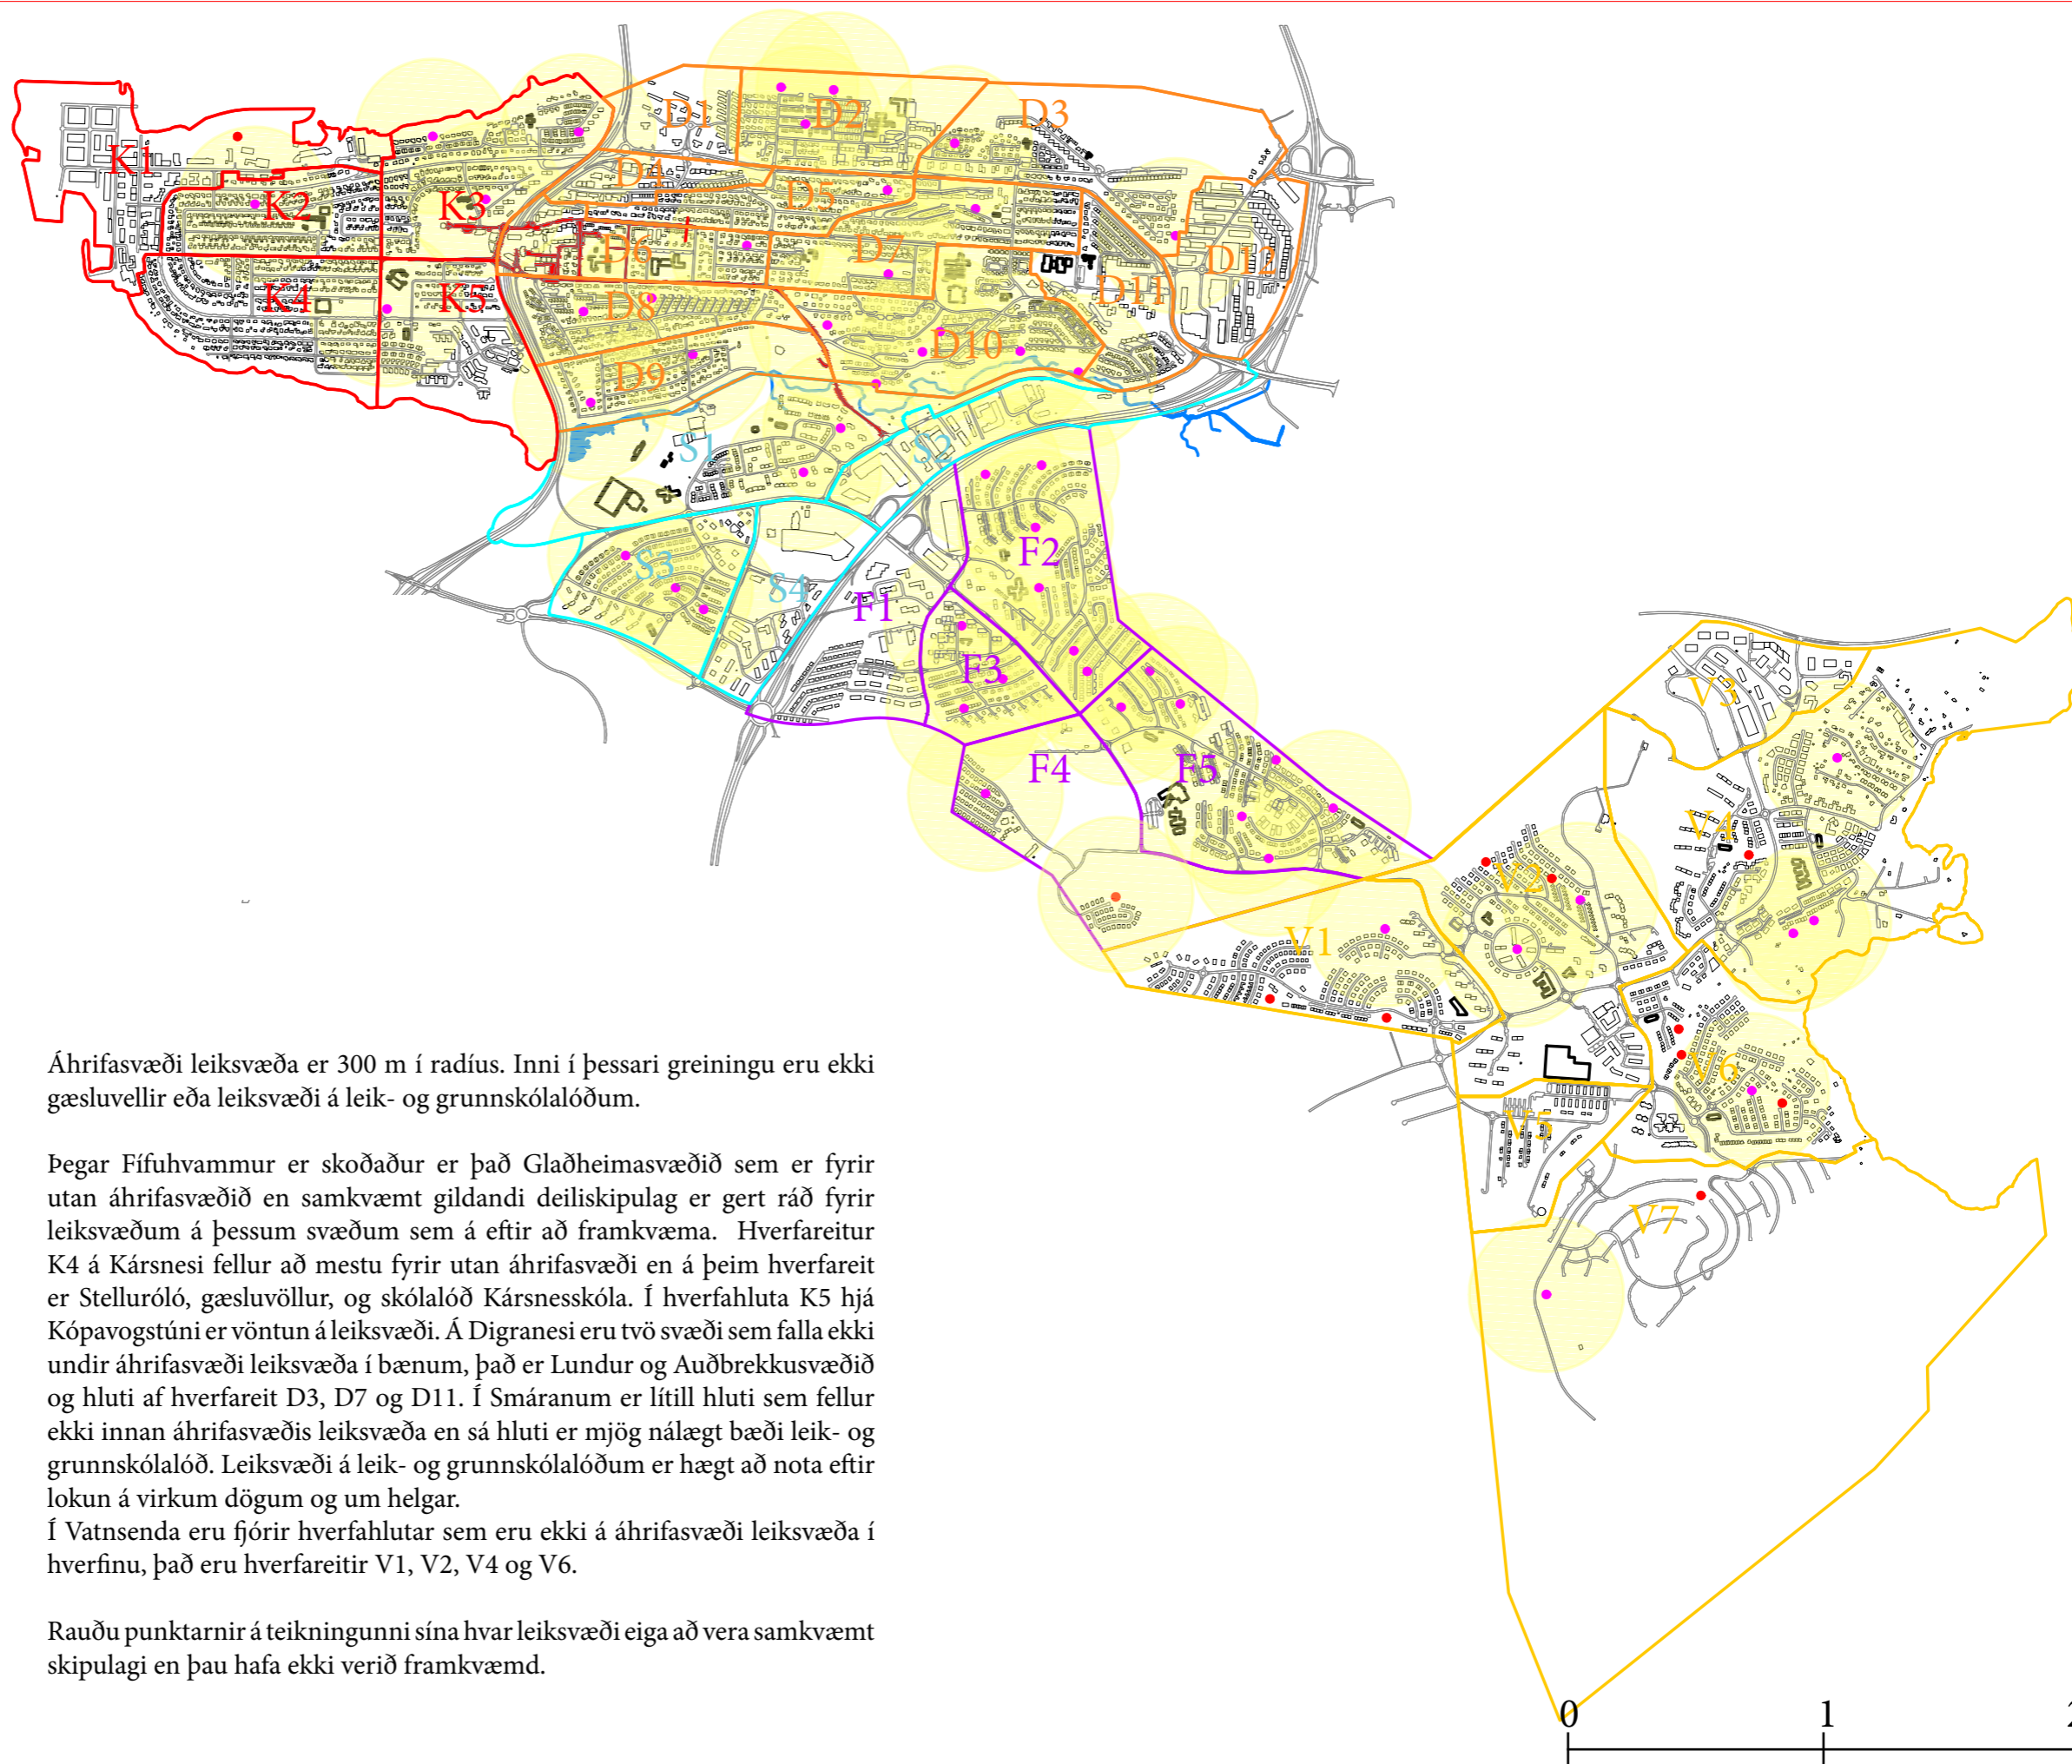 D1
D2
D3
K1
D4
D5
K2
K3
D6
D7
D12
K4
K5
D8
D11
D10
D9
S1
S2
F2
S3
S4
F1
F3
V3
F4
F5
V4
V2
V1
V6
V5
V7
Áhrifasvæði leiksvæða er 300 m í radíus. Inni í þessari greiningu eru ekki
gæsluvellir eða leiksvæði á leik- og grunnskólalóðum.
Þegar Fífuhvammur er skoðaður er það Glaðheimasvæðið sem er fyrir
utan áhrifasvæðið en samkvæmt gildandi deiliskipulag er gert ráð fyrir
leiksvæðum á þessum svæðum sem á eftir að framkvæma. Hverfareitur
K4 á Kársnesi fellur að mestu fyrir utan áhrifasvæði en á þeim hverfareit
er Stelluróló, gæsluvöllur, og skólalóð Kársnesskóla. Í hverfahluta K5 hjá
Kópavogstúni er vöntun á leiksvæði. Á Digranesi eru tvö svæði sem falla ekki
undir áhrifasvæði leiksvæða í bænum, það er Lundur og Auðbrekkusvæðið
og hluti af hverfareit D3, D7 og D11. Í Smáranum er lítill hluti sem fellur
ekki innan áhrifasvæðis leiksvæða en sá hluti er mjög nálægt bæði leik- og
grunnskólalóð. Leiksvæði á leik- og grunnskólalóðum er hægt að nota eftir
lokun á virkum dögum og um helgar.
Í Vatnsenda eru fjórir hverfahlutar sem eru ekki á áhrifasvæði leiksvæða í
hverfinu, það eru hverfareitir V1, V2, V4 og V6.
Rauðu punktarnir á teikningunni sína hvar leiksvæði eiga að vera samkvæmt
skipulagi en þau hafa ekki verið framkvæmd.
0 1